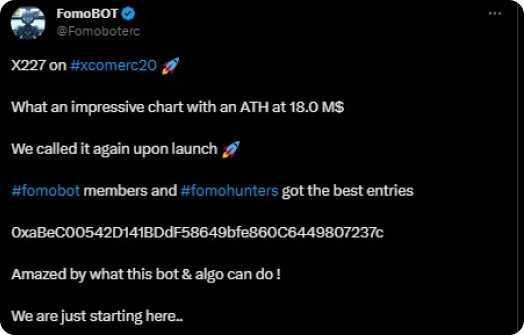 FomoBOT
@Fomoboterc
X227 on #xcomerc20 🚀
What an impressive chart with an ATH at 18.0 M$
We called it again upon launch 🚀
#fomobot members and #fomohunters got the best entries
0xaBeC00542D141BDdF58649bfe860C6449807237c
Amazed by what this bot & algo can do !
We are just starting here..